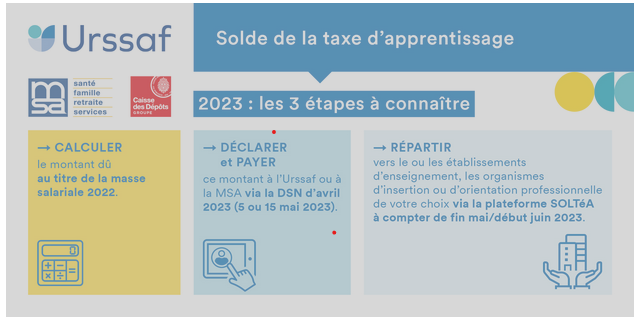 Urssaf
Solde de la taxe d’apprentissage
msa
santé
famille
retraite
services
Caisse
des Dépôts
GROUPE
2023 : les 3 étapes à connaître
→ CALCULER
le montant dû
au titre de la masse
salariale 2022.
→ DÉCLARER
et PAYER
ce montant à l’Urssaf ou à
la MSA via la DSN d’avril
2023 (5 ou 15 mai 2023).
→ RÉPARTIR
vers le ou les établissements
d’enseignement, les organismes
d’insertion ou d’orientation professionnelle
de votre choix via la plateforme SOLTéA
à compter de fin mai/début juin 2023.